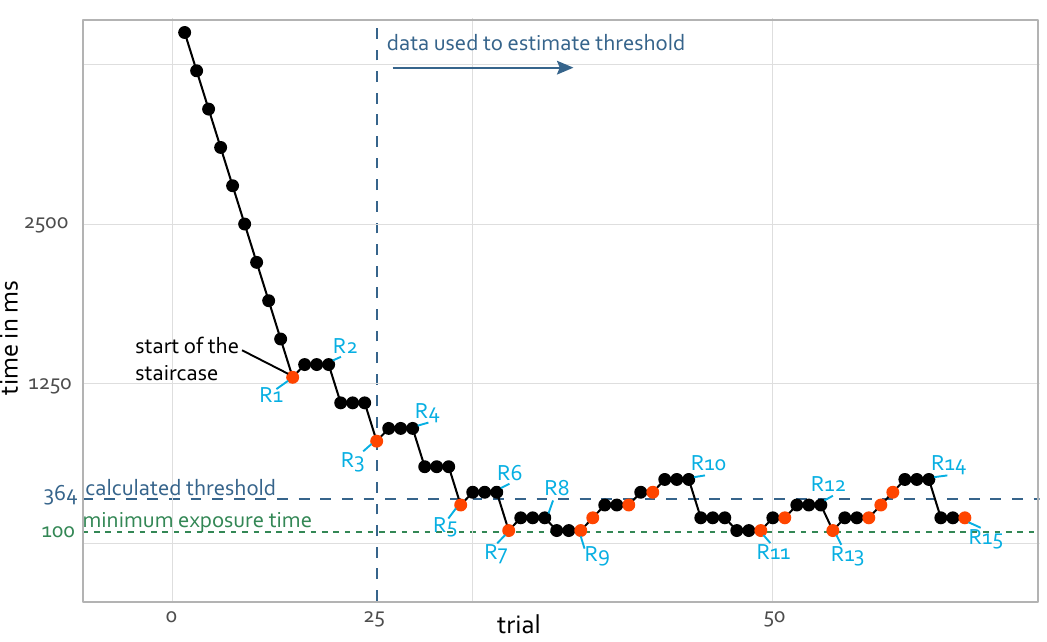 data used to estimate threshold
2500
start of the
staircase
R2
1250
R1
R4
R3
364
calculated threshold
R6
R8
R10
R12
R14
100
minimum exposure time
R5
R7
R9
R11
R13
R15
time in ms
0
25
50
trial